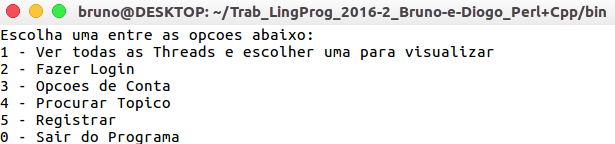 bruno@DESKTOP: ~/Trab_LingProg_2016-2_Bruno-e-Diogo_Perl+Cpp/bin
Escolha uma entre as opcoes abaixo:
1 - Ver todas as Threads e escolher uma para visualizar
2 - Fazer Login
3 - Opcoes de Conta
4 - Procurar Topico
5 - Registrar
0 - Sair do Programa